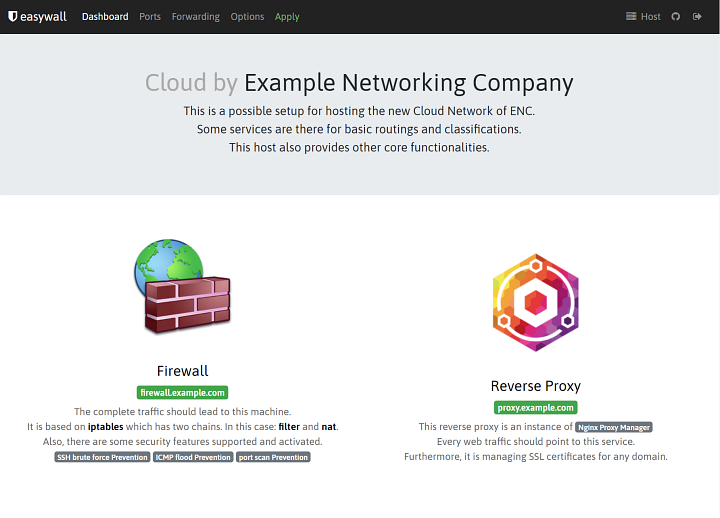 easywall Dashboard Ports Forwarding Options Apply Host
Cloud by Example Networking Company
This is a possible setup for hosting the new Cloud Network of ENC.
Some services are there for basic routings and classifications.
This host also provides other core functionalities.
Firewall
firewall.example.com
The complete traffic should lead to this machine.
It is based on iptables which has two chains. In this case: filter and nat.
Also, there are some security features supported and activated.
SSH brute force Prevention ICMP flood Prevention port scan Prevention
Reverse Proxy
proxy.example.com
This reverse proxy is an instance of Nginx Proxy Manager
Every web traffic should point to this service.
Furthermore, it is managing SSL certificates for any domain.